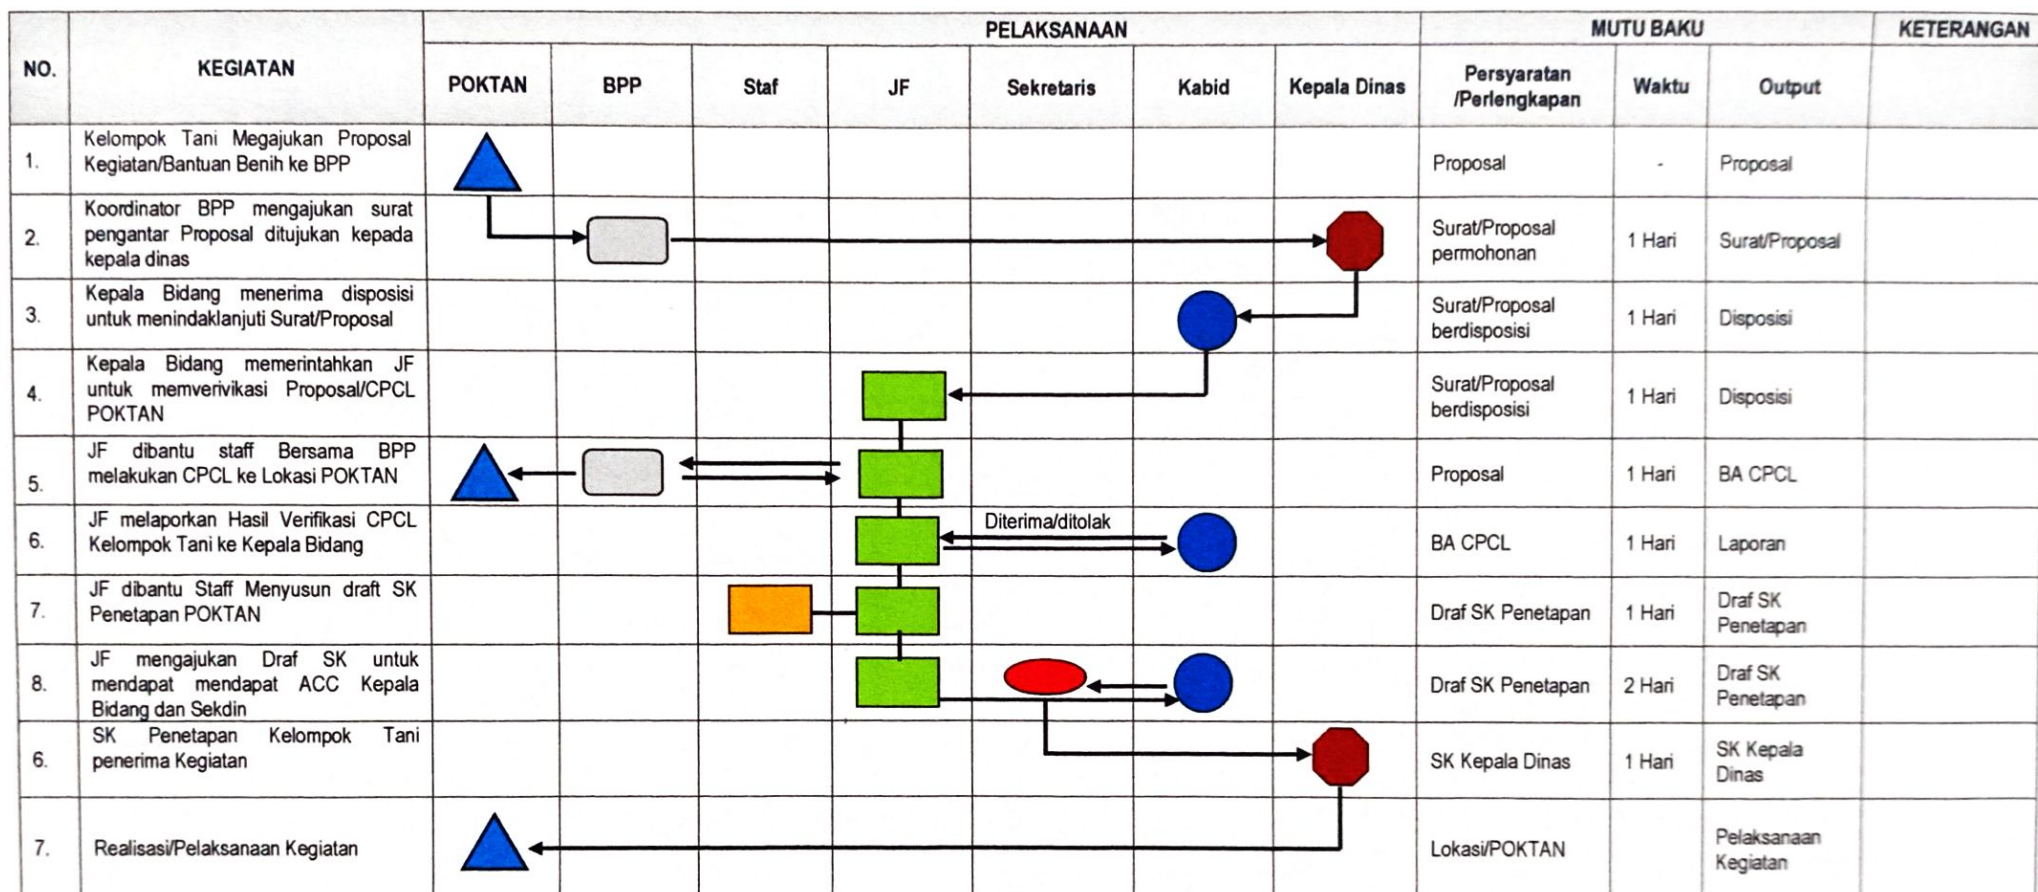 NO.
KEGIATAN
PELAKSANAAN
MUTU BAKU
KETERANGAN
POKTAN
BPP
Staf
JF
Sekretaris
Kabid
Kepala Dinas
Persyaratan
/Perlengkapan
Waktu
Output
1.
Kelompok Tani Megajukan Proposal
Kegiatan/Bantuan Benih ke BPP
Proposal
-
Proposal
2.
Koordinator BPP mengajukan surat
pengantar Proposal ditujukan kepada
kepala dinas
Surat/Proposal
permohonan
1 Hari
Surat/Proposal
3.
Kepala Bidang menerima disposisi
untuk menindaklanjuti Surat/Proposal
Surat/Proposal
berdisposisi
1 Hari
Disposisi
4.
Kepala Bidang memerintahkan JF
untuk memverivikasi Proposal/CPCL
POKTAN
Surat/Proposal
berdisposisi
1 Hari
Disposisi
5.
JF dibantu staff Bersama BPP
melakukan CPCL ke Lokasi POKTAN
Proposal
1 Hari
BA CPCL
6.
JF melaporkan Hasil Verifikasi CPCL
Kelompok Tani ke Kepala Bidang
Diterima/ditolak
BA CPCL
1 Hari
Laporan
7.
JF dibantu Staff Menyusun draft SK
Penetapan POKTAN
Draf SK Penetapan
1 Hari
Draf SK
Penetapan
8.
JF mengajukan Draf SK untuk
mendapat mendapat ACC Kepala
Bidang dan Sekdin
Draf SK Penetapan
2 Hari
Draf SK
Penetapan
6.
SK Penetapan Kelompok Tani
penerima Kegiatan
SK Kepala Dinas
1 Hari
SK Kepala
Dinas
7.
Realisasi/Pelaksanaan Kegiatan
Lokasi/POKTAN
Pelaksanaan
Kegiatan